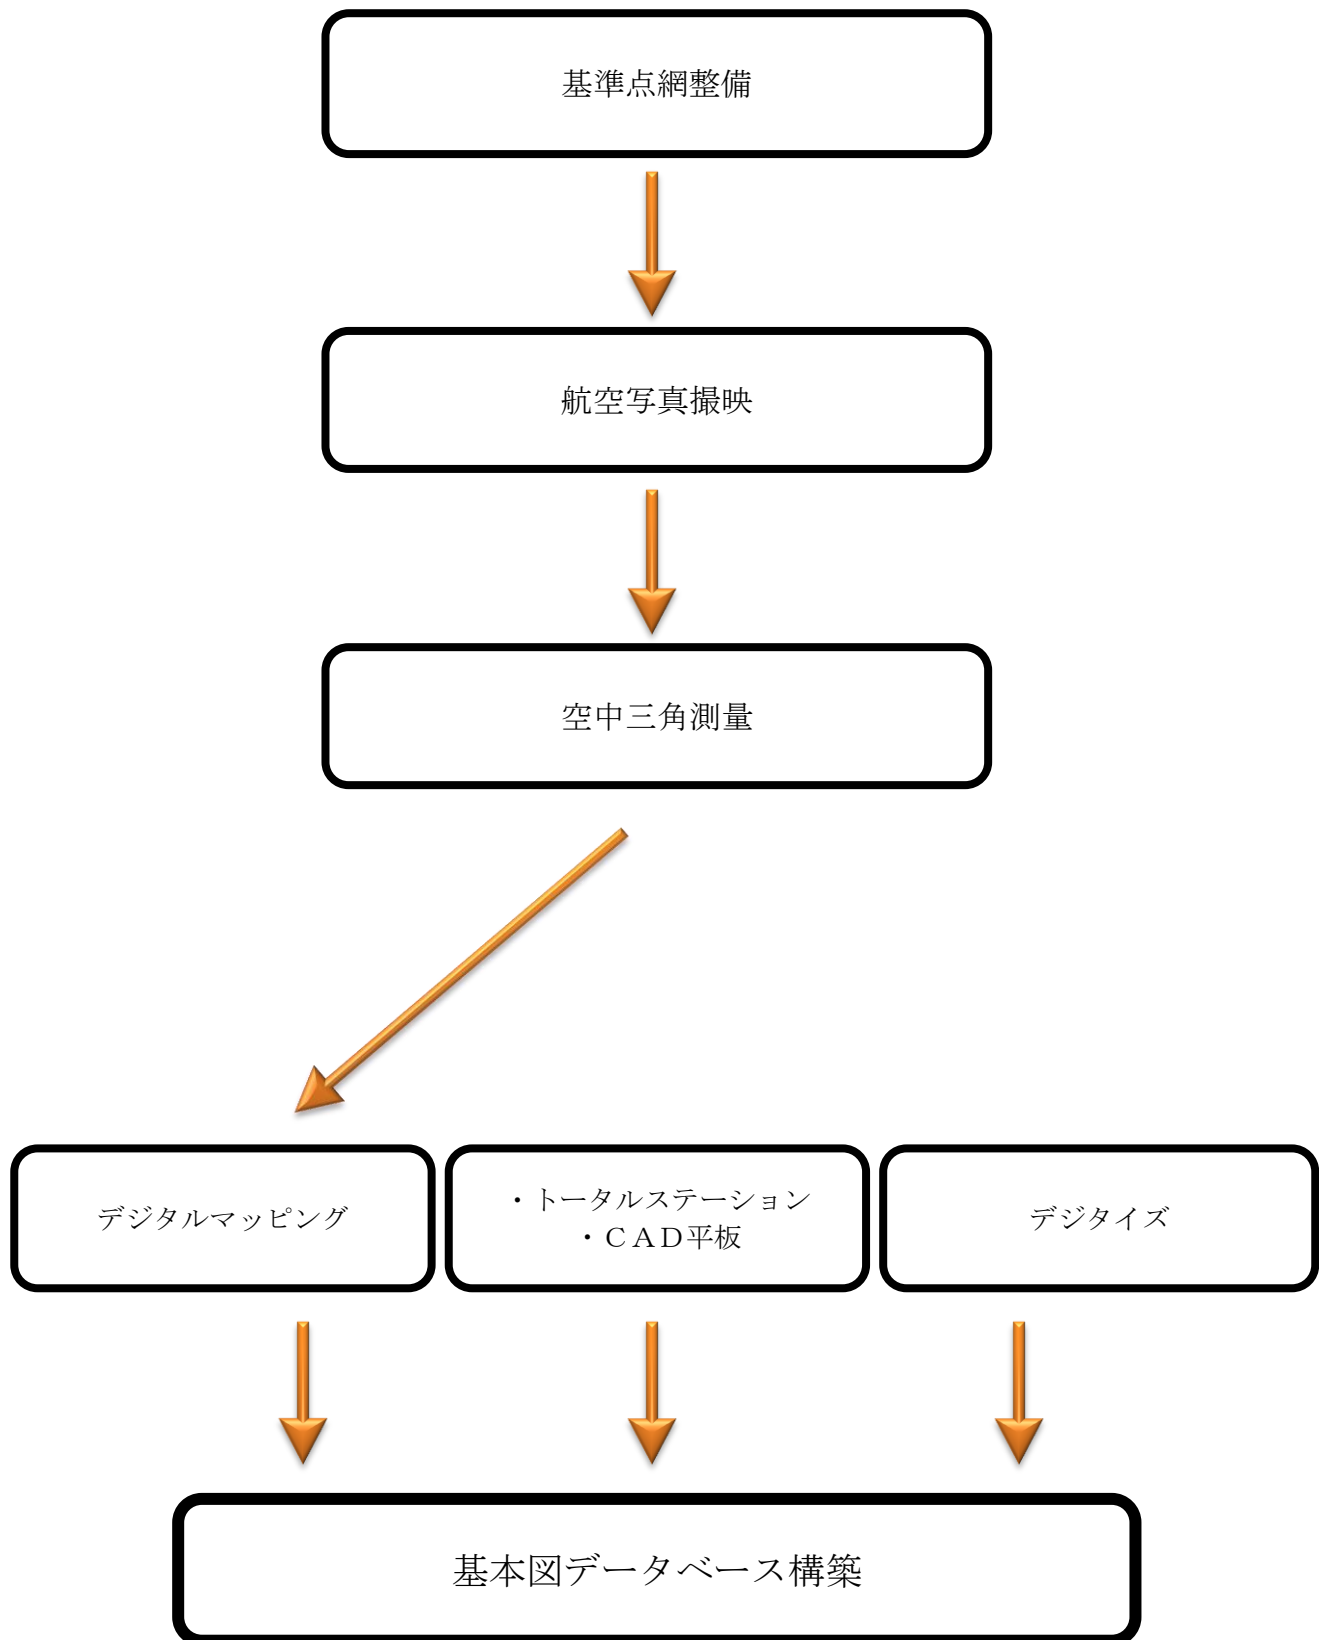 基準点網整備
航空写真撮映
空中三角測量
デジタルマッピング
・トータルステーション
・ＣＡＤ平板
デジタイズ
基本図データベース構築